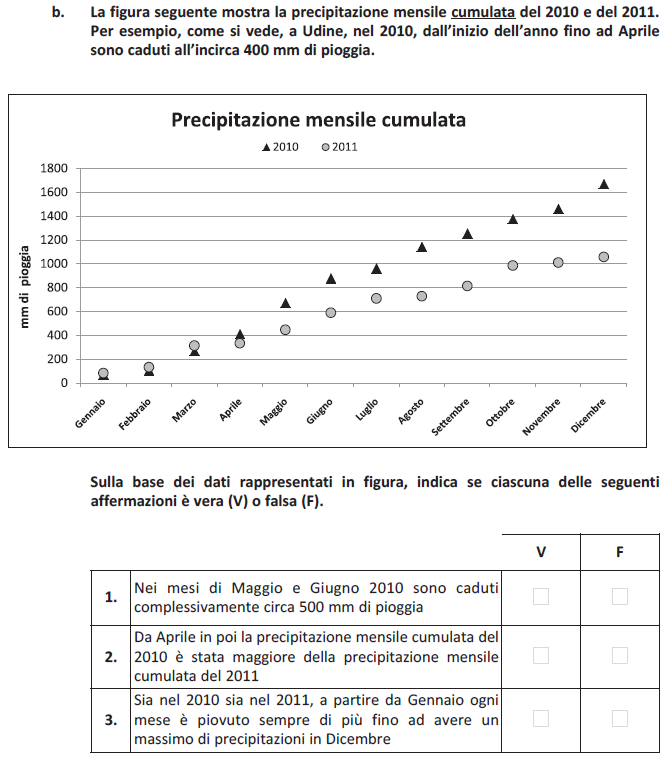 b. La figura seguente mostra la precipitazione mensile cumulata del 2010 e del 2011.
Per esempio, come si vede, a Udine, nel 2010, dall'inizio dell'anno fino ad Aprile
sono caduti all'incirca 400 mm di pioggia.
Precipitazione mensile cumulata
2010 2011
1800
1600
1400
1200
1000
800
600
400
200
0
mm di pioggia
Gennaio
Febbraio
Marzo
Aprile
Maggio
Giugno
Luglio
Agosto
Settembre
Ottobre
Novembre
Dicembre
Sulla base dei dati rappresentati in figura, indica se ciascuna delle seguenti
affermazioni è vera (V) o falsa (F).
V F
1. Nei mesi di Maggio e Giugno 2010 sono caduti
complessivamente circa 500 mm di pioggia
Da Aprile in poi la precipitazione mensile cumulata del
2. 2010 è stata maggiore della precipitazione mensile
cumulata del 2011
Sia nel 2010 sia nel 2011, a partire da Gennaio ogni
3. mese è piovuto sempre di più fino ad avere un
massimo di precipitazioni in Dicembre